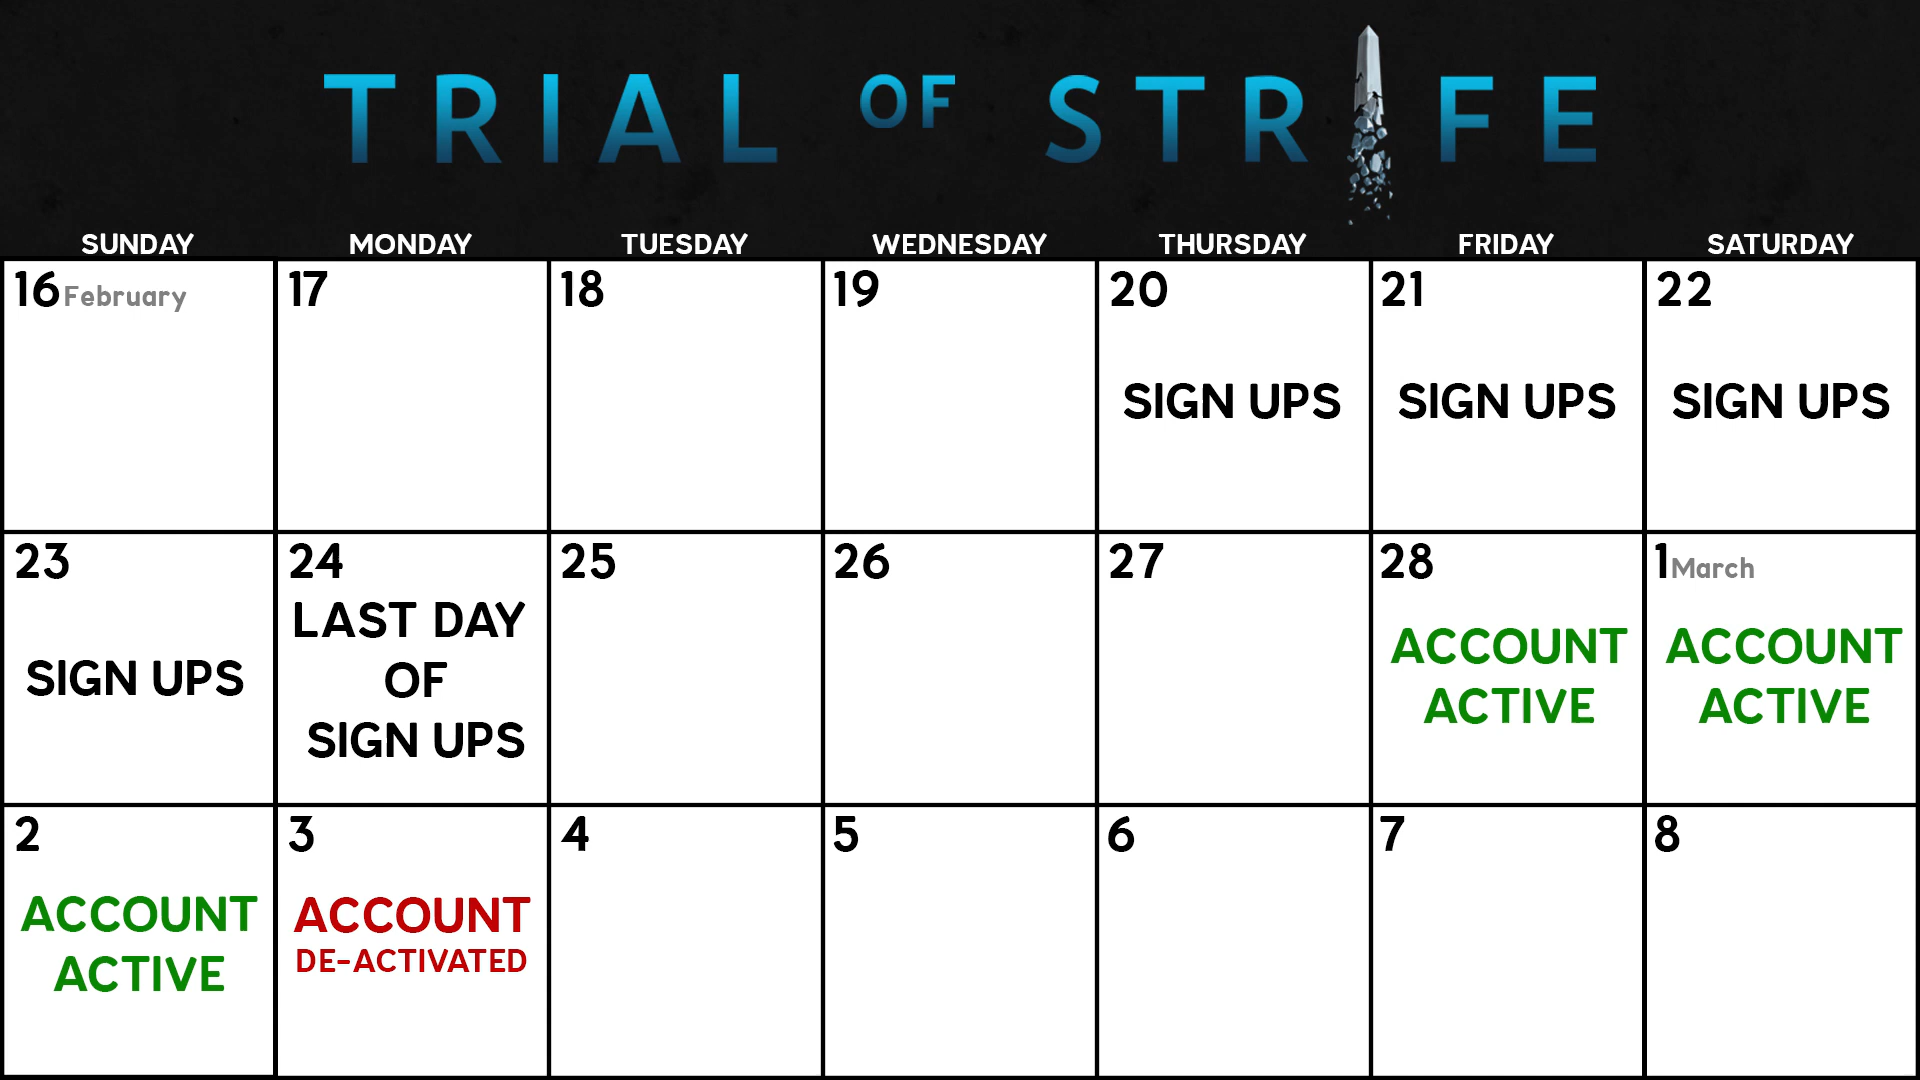 TRIAL OF STRIFE
SUNDAY MONDAY TUESDAY WEDNESDAY THURSDAY FRIDAY SATURDAY
16 February 17 18 19 20 21 22
SIGN UPS SIGN UPS SIGN UPS
23 24 25 26 27 28 1 March
SIGN UPS
LAST DAY
OF
SIGN UPS
ACCOUNT
ACTIVE
ACCOUNT
ACTIVE
2 3 4 5 6 7 8
ACCOUNT
ACTIVE
ACCOUNT
DE-ACTIVATED